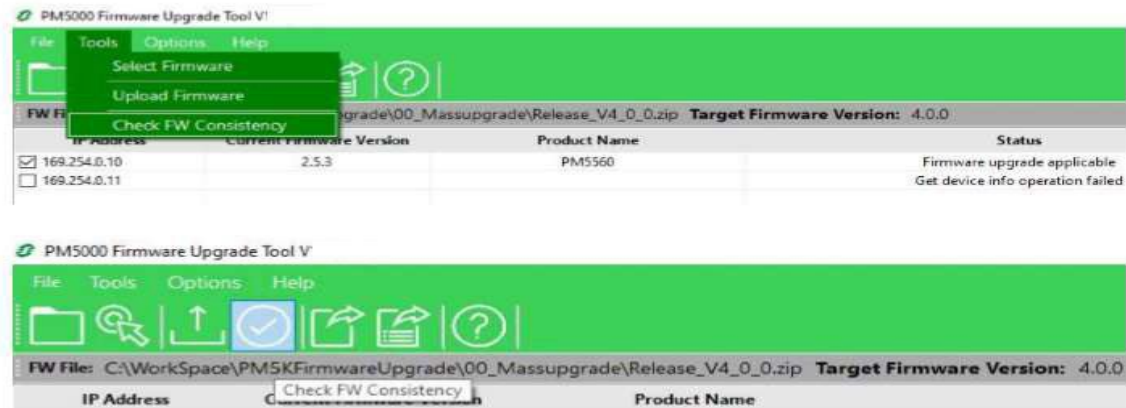 PM5000 Firmware Upgrade Tool V
File Tools Options Help
Select Firmware
Upload Firmware
FW Fi grade\00_Massupgrade\Release_V4_0_0.zip Target Firmware Version: 4.0.0
Check FW Consistency
IP Address Current Firmware Version Product Name Status
169.254.0.10 2.5.3 PM5560 Firmware upgrade applicable
169.254.0.11 Get device info operation failed
PM5000 Firmware Upgrade Tool V
File Tools Options Help
FW File: C:\WorkSpace\PM5KFirmwareUpgrade\00_Massupgrade\Release_V4_0_0.zip Target Firmware Version: 4.0.0
Check FW Consistency
IP Address Product Name